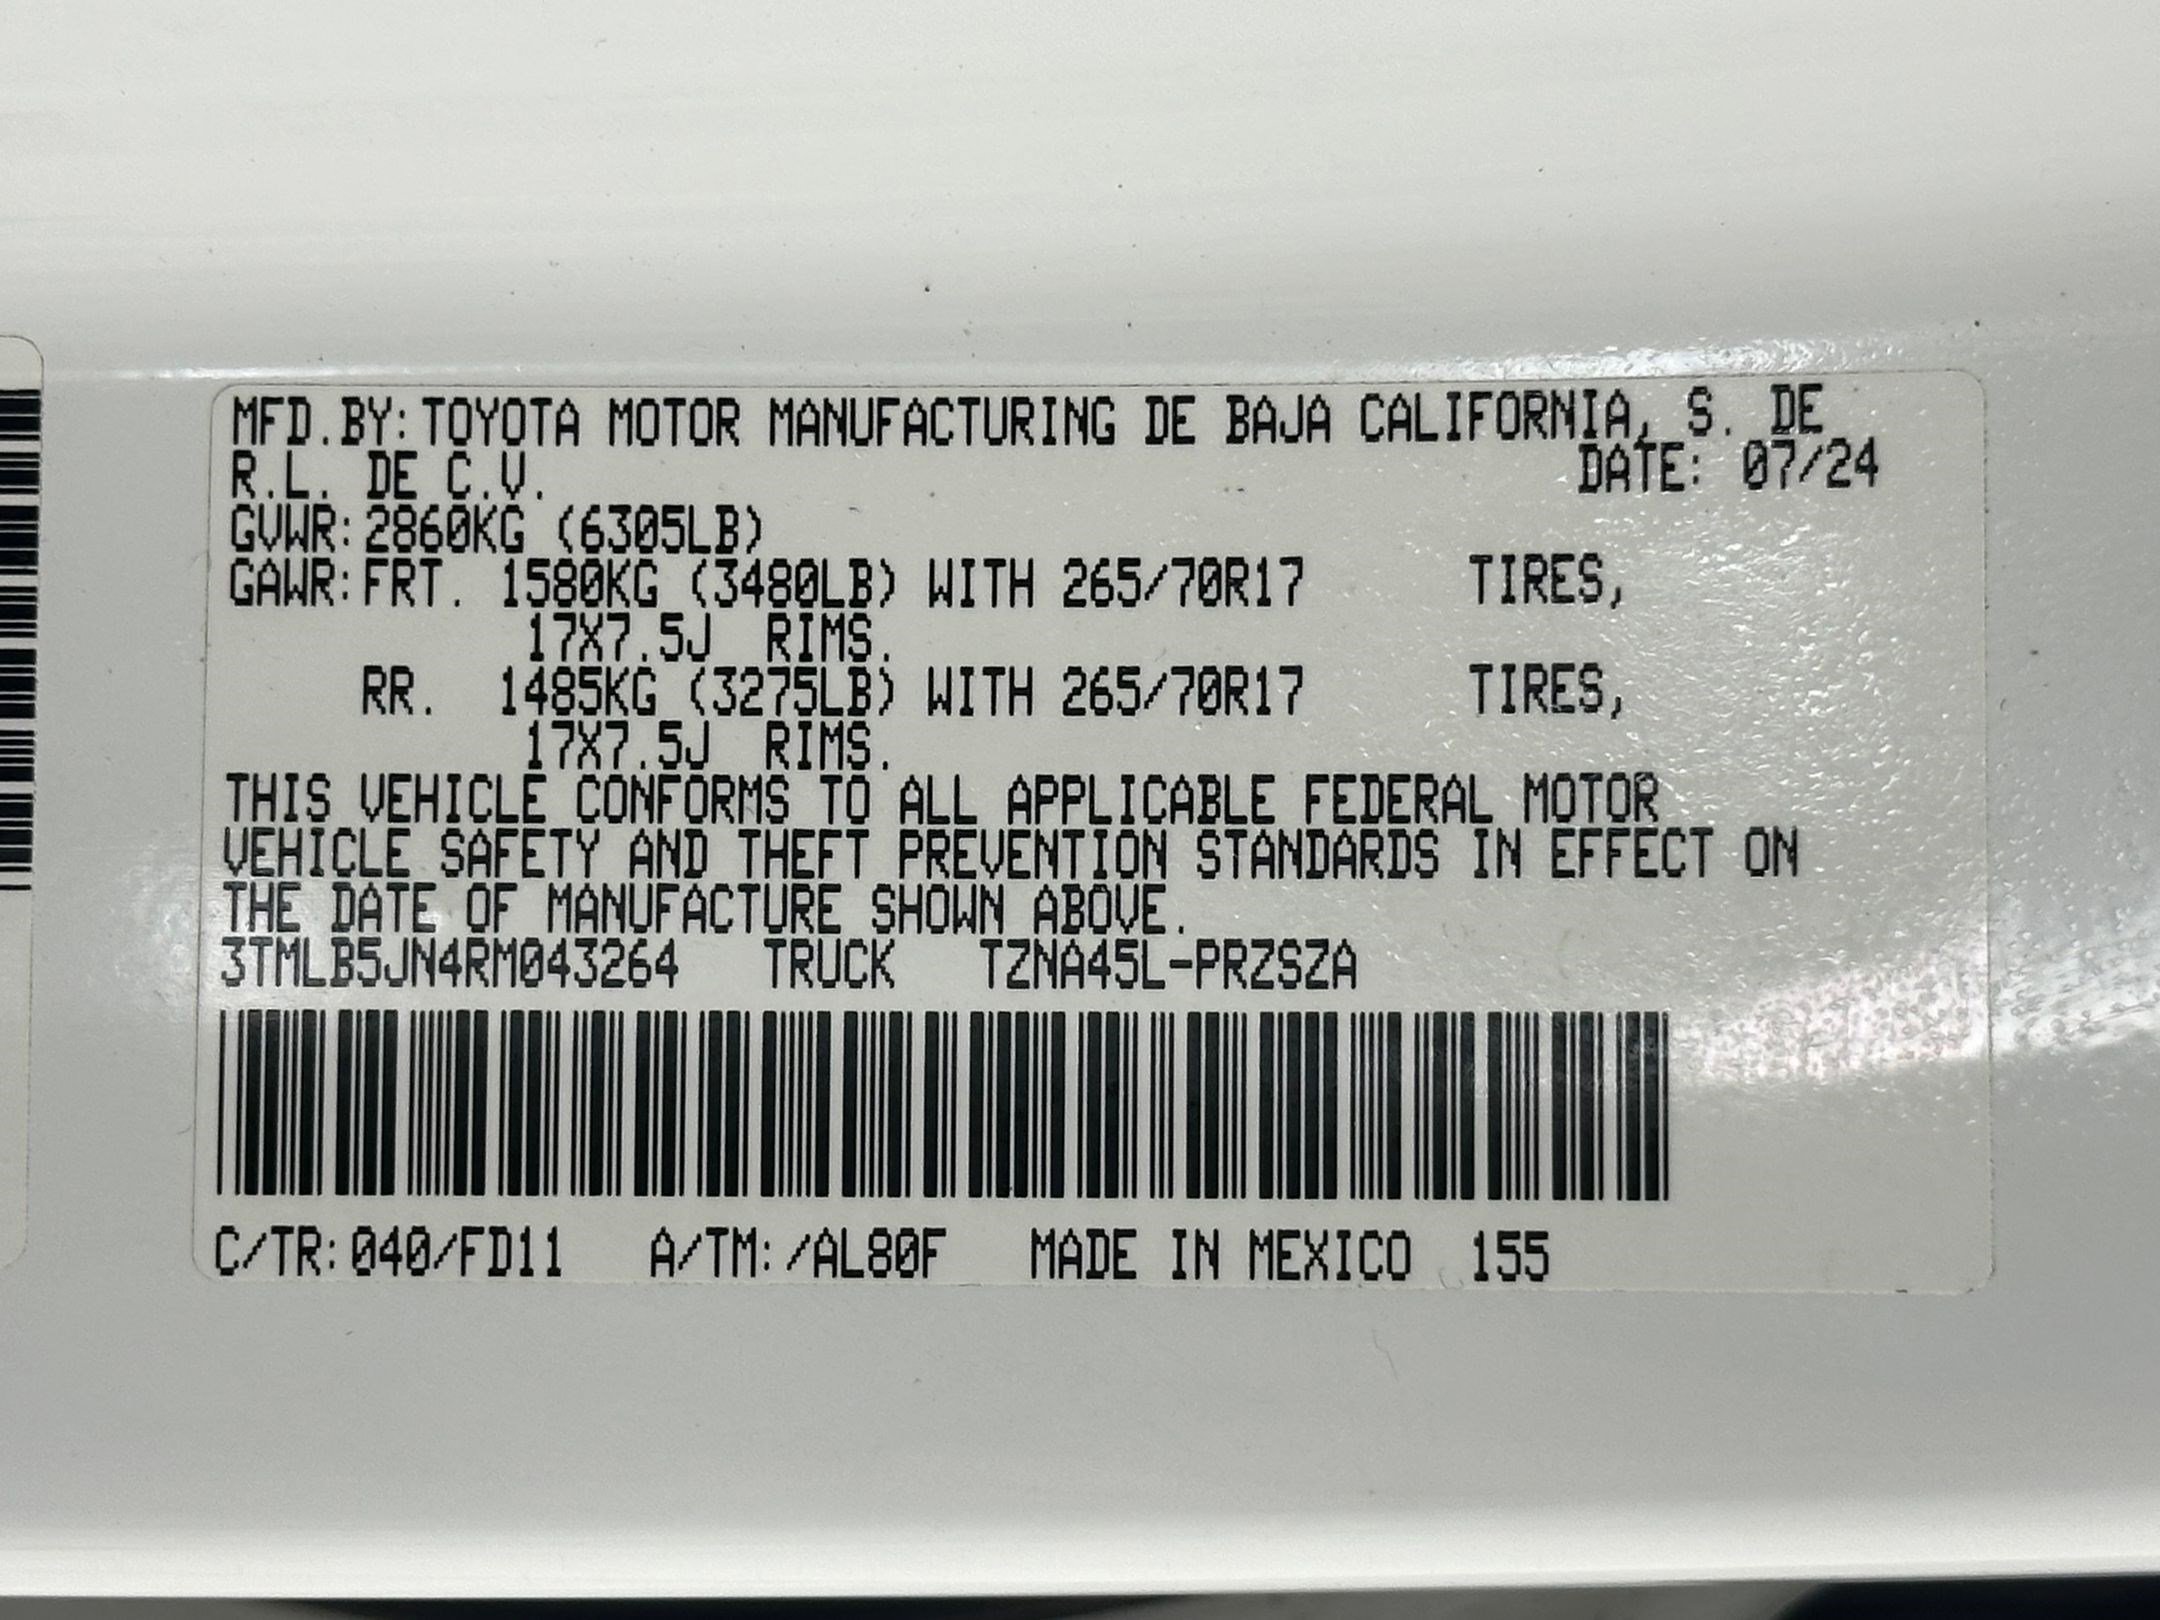 MFD.BY:TOYOTA MOTOR MANUFACTURING DE BAJA CALIFORNIA, S. DE
R.L. DE C.V. DATE: 07/24
GVWR:2860KG (6305LB)
GAWR:FRT. 1580KG (3480LB) WITH 265/70R17 TIRES,
17X7.5J RIMS.
RR. 1485KG (3275LB) WITH 265/70R17 TIRES,
17X7.5J RIMS.
THIS VEHICLE CONFORMS TO ALL APPLICABLE FEDERAL MOTOR
VEHICLE SAFETY AND THEFT PREVENTION STANDARDS IN EFFECT ON
THE DATE OF MANUFACTURE SHOWN ABOVE.
3TMLB5JN4RM043264 TRUCK TZNA45L-PRZSZA
C/TR:040/FD11 A/TM:/AL80F MADE IN MEXICO 155